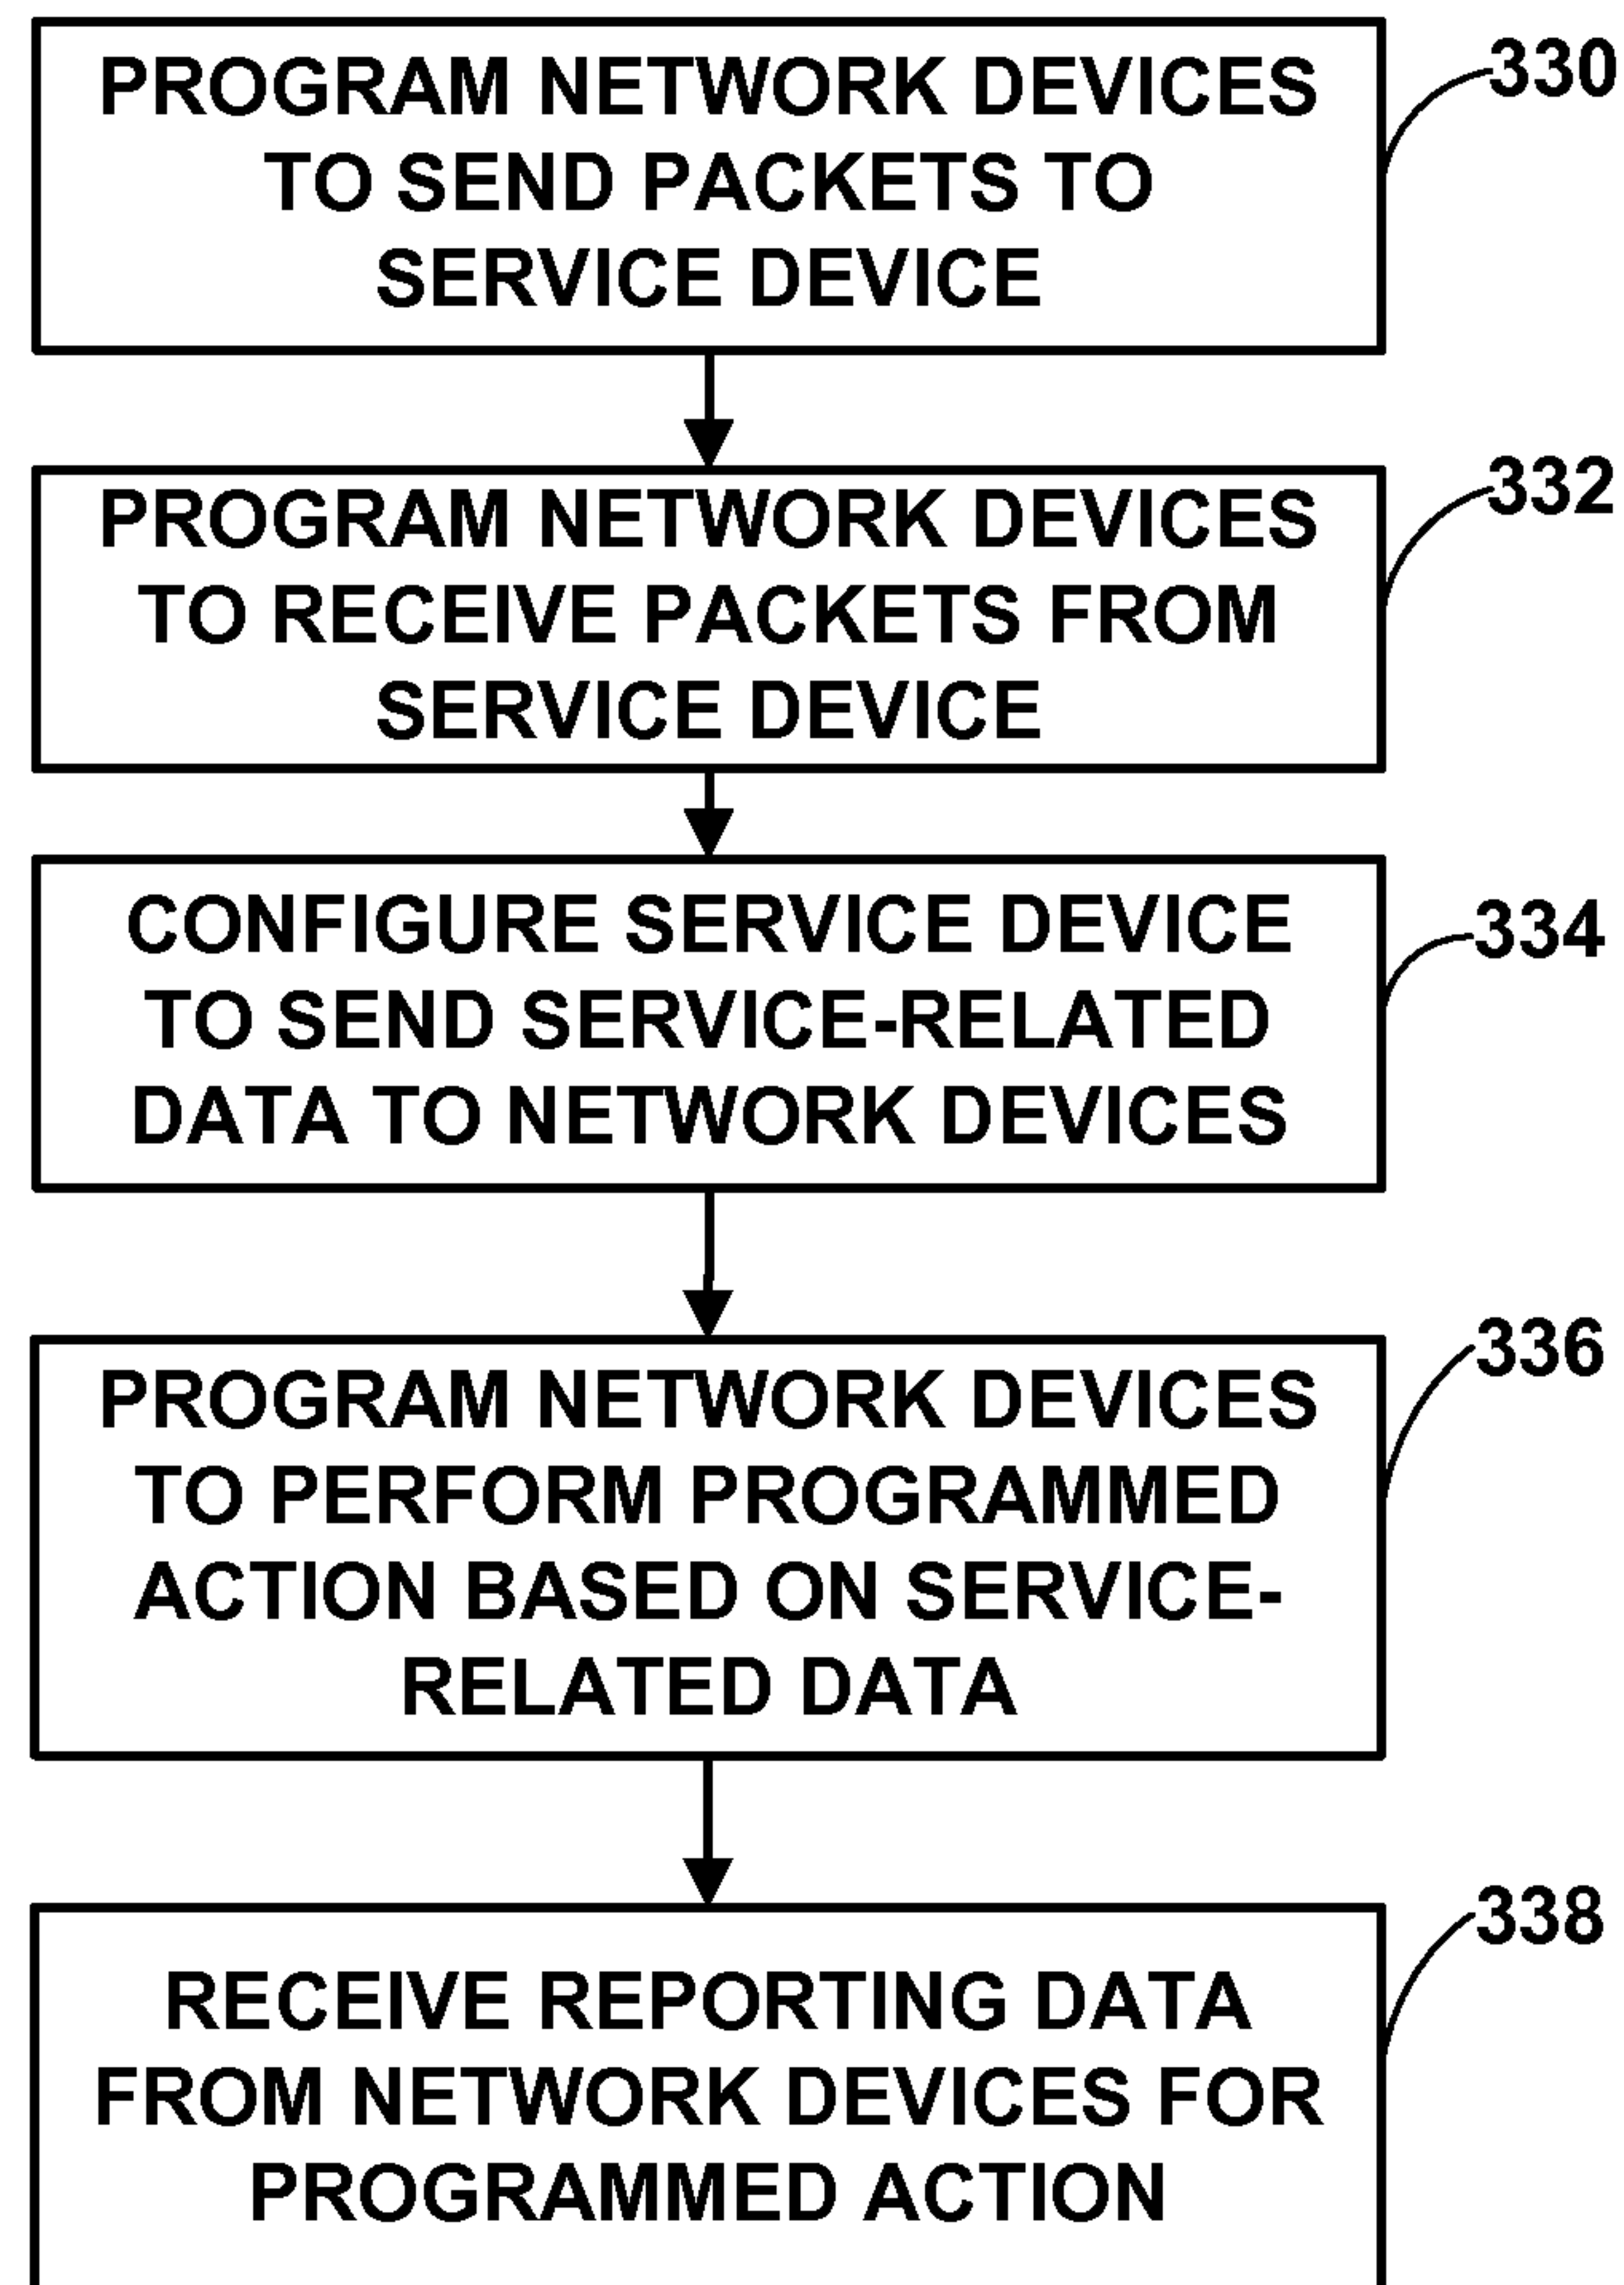 PROGRAM NETWORK DEVICES
TO SEND PACKETS TO
SERVICE DEVICE
330
PROGRAM NETWORK DEVICES
TO RECEIVE PACKETS FROM
SERVICE DEVICE
332
CONFIGURE SERVICE DEVICE
TO SEND SERVICE-RELATED
DATA TO NETWORK DEVICES
334
PROGRAM NETWORK DEVICES
TO PERFORM PROGRAMMED
ACTION BASED ON SERVICE-
RELATED DATA
336
RECEIVE REPORTING DATA
FROM NETWORK DEVICES FOR
PROGRAMMED ACTION
338